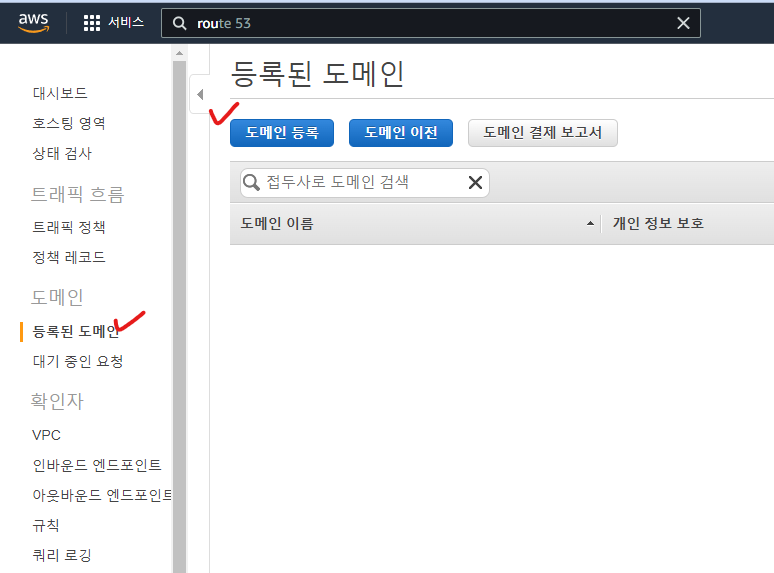 aws
서비스
route 53
대시보드
호스팅 영역
상태 검사
트래픽 흐름
트래픽 정책
정책 레코드
도메인
등록된 도메인
대기 중인 요청
확인자
VPC
인바운드 엔드포인트
아웃바운드 엔드포인트
규칙
쿼리 로깅
등록된 도메인
도메인 등록 도메인 이전 도메인 결제 보고서
접두사로 도메인 검색
도메인 이름 개인 정보 보호